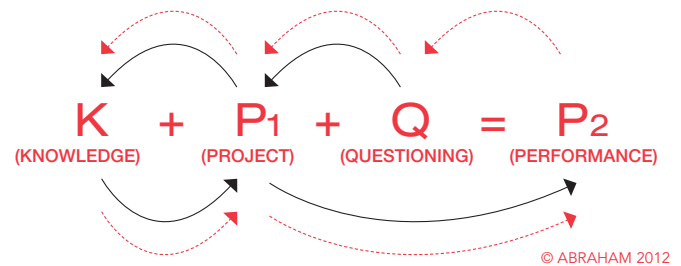 K + P1 + Q = P2
(KNOWLEDGE) (PROJECT) (QUESTIONING) (PERFORMANCE)
© ABRAHAM 2012